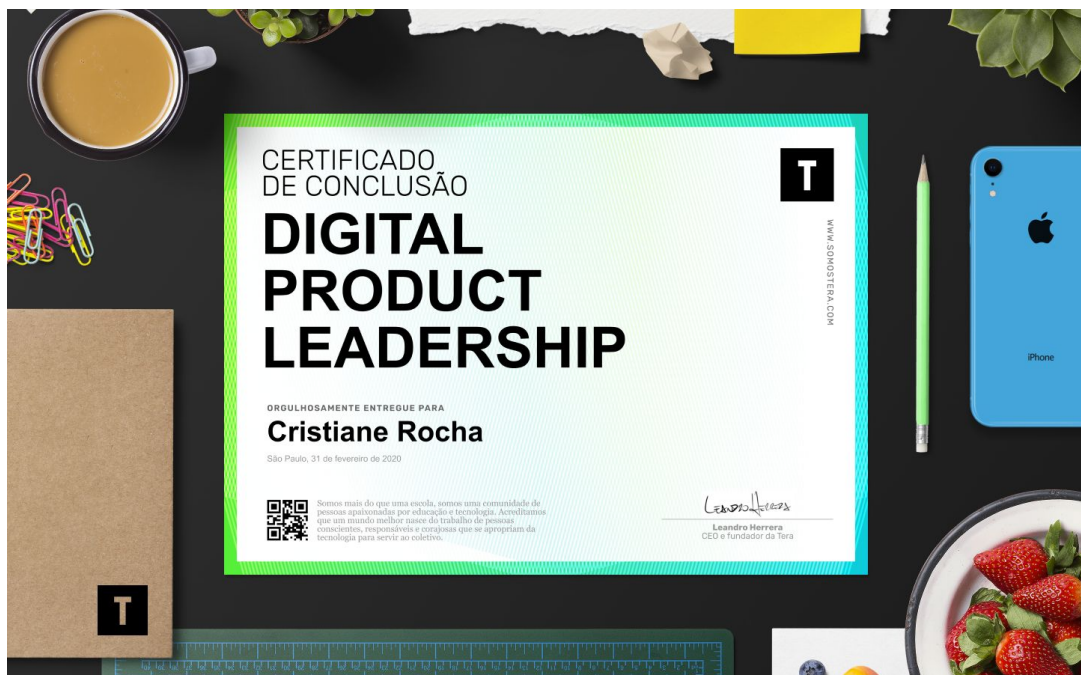 CERTIFICADO
DE CONCLUSÃO
DIGITAL
PRODUCT
LEADERSHIP
T
WWW.SOMOSTERA.COM
ORGULHOSAMENTE ENTREGUE PARA
Cristiane Rocha
São Paulo, 31 de fevereiro de 2020
Somos mais do que uma escola, somos uma comunidade de
pessoas apaixonadas por educação e tecnologia. Acreditamos
que um mundo melhor nasce do trabalho de pessoas
conscientes, responsáveis e corajosas que se apropriam da
tecnologia para servir ao coletivo.
Leandro Herrera
Leandro Herrera
CEO e fundador da Tera
iPhone
T